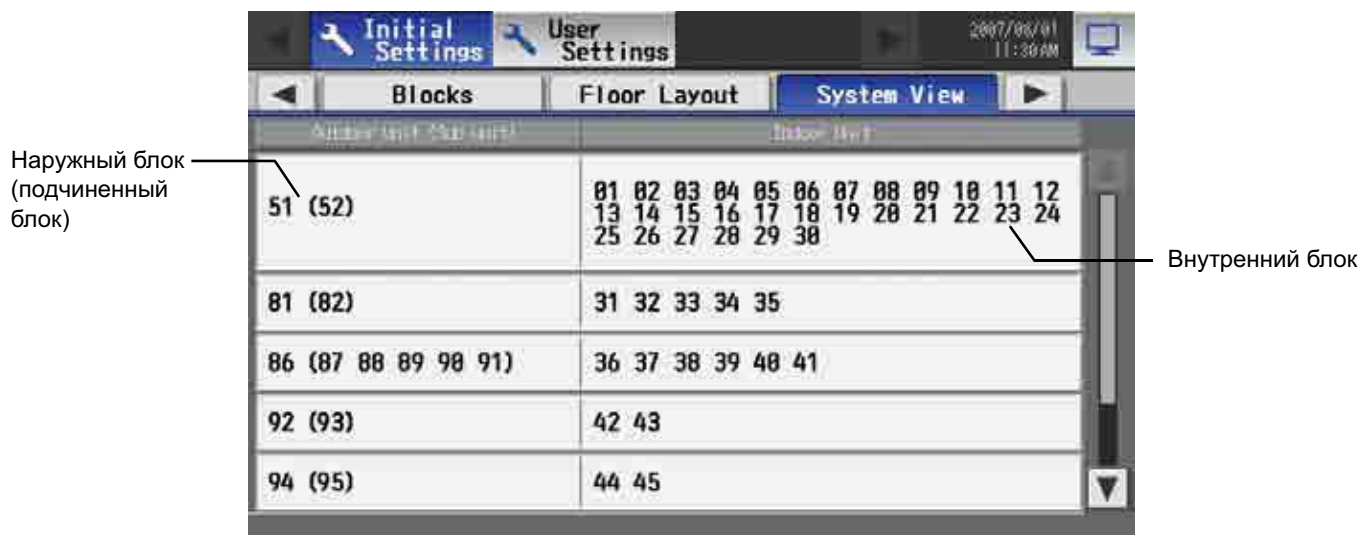 Initial
Settings
User
Settings
2007/06/01
11:30AM
Blocks
Floor Layout
System View
Indoor Unit
Наружный блок
(подчиненный
блок)
51 (52)
01 02 03 04 05 06 07 08 09 10 11 12
13 14 15 16 17 18 19 20 21 22 23 24
25 26 27 28 29 30
Внутренний блок
81 (82)
31 32 33 34 35
86 (87 88 89 90 91)
36 37 38 39 40 41
92 (93)
42 43
94 (95)
44 45